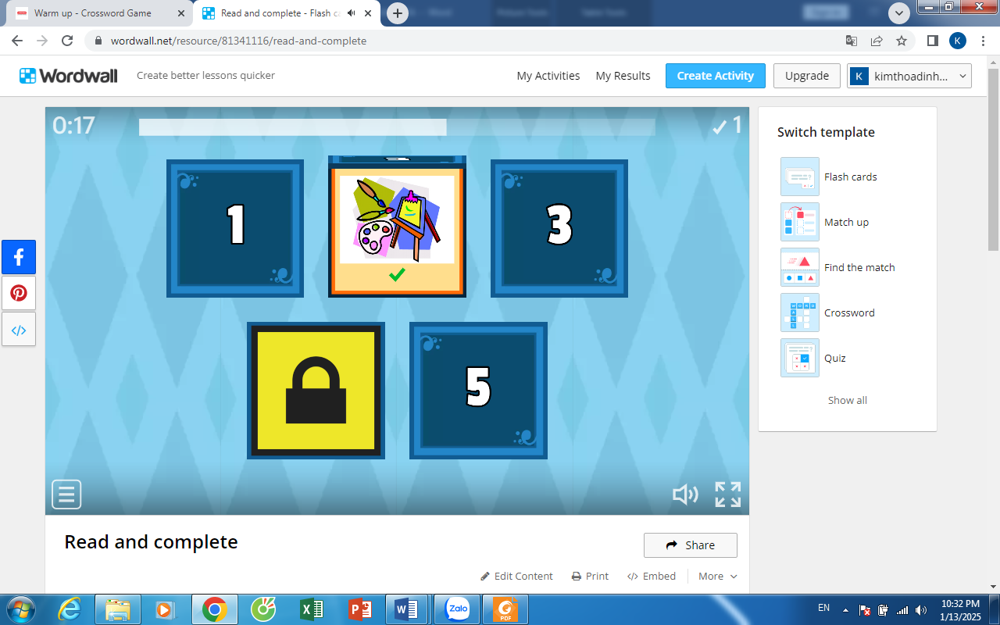 Warm up - Crossword Game
Read and complete - Flash ca
wordwall.net/resource/81341116/read-and-complete
K
Wordwall
Create better lessons quicker
My Activities
My Results
Create Activity
Upgrade
K kimthoadinh...
0:17
1
1
3
5
Switch template
Flash cards
Match up
Find the match
Crossword
Quiz
Show all
Read and complete
Share
Edit Content
Print
Embed
More
Zalo
PDF
EN
10:32 PM
1/13/2025